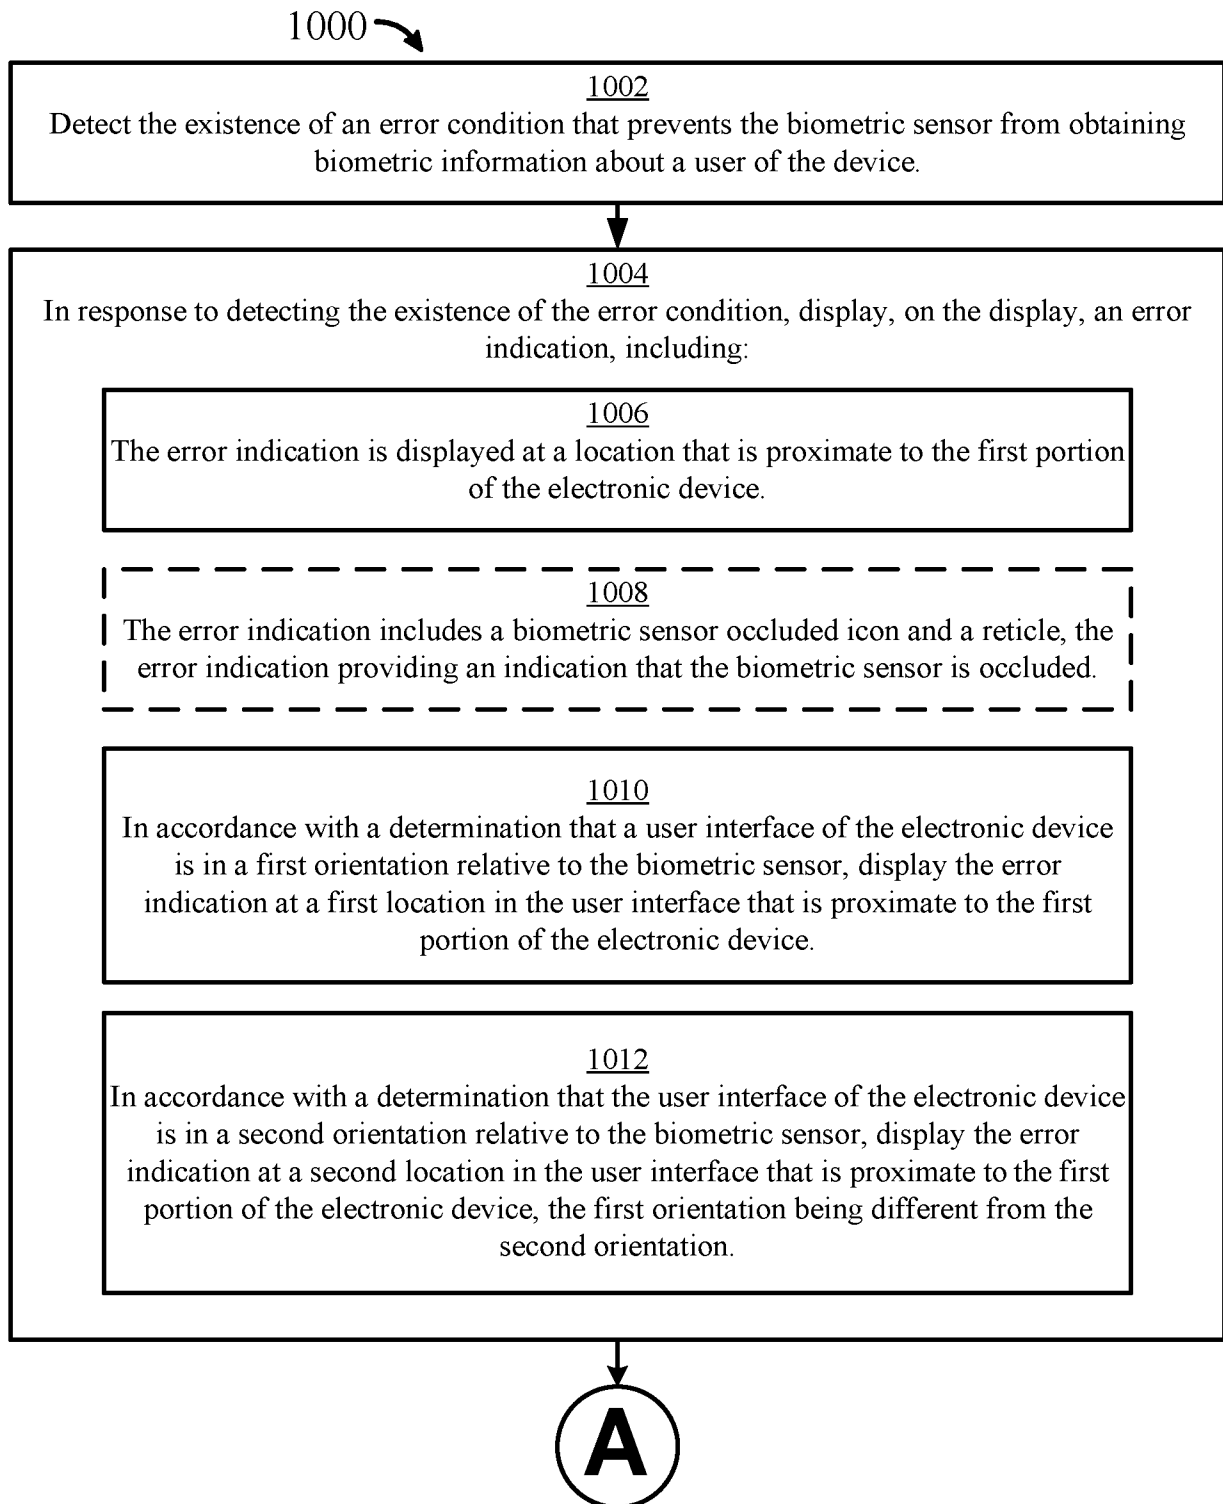 1000
1002
Detect the existence of an error condition that prevents the biometric sensor from obtaining
biometric information about a user of the device.
1004
In response to detecting the existence of the error condition, display, on the display, an error
indication, including:
1006
The error indication is displayed at a location that is proximate to the first portion
of the electronic device.
1008
The error indication includes a biometric sensor occluded icon and a reticle, the
error indication providing an indication that the biometric sensor is occluded.
1010
In accordance with a determination that a user interface of the electronic device
is in a first orientation relative to the biometric sensor, display the error
indication at a first location in the user interface that is proximate to the first
portion of the electronic device.
1012
In accordance with a determination that the user interface of the electronic device
is in a second orientation relative to the biometric sensor, display the error
indication at a second location in the user interface that is proximate to the first
portion of the electronic device, the first orientation being different from the
second orientation.
A